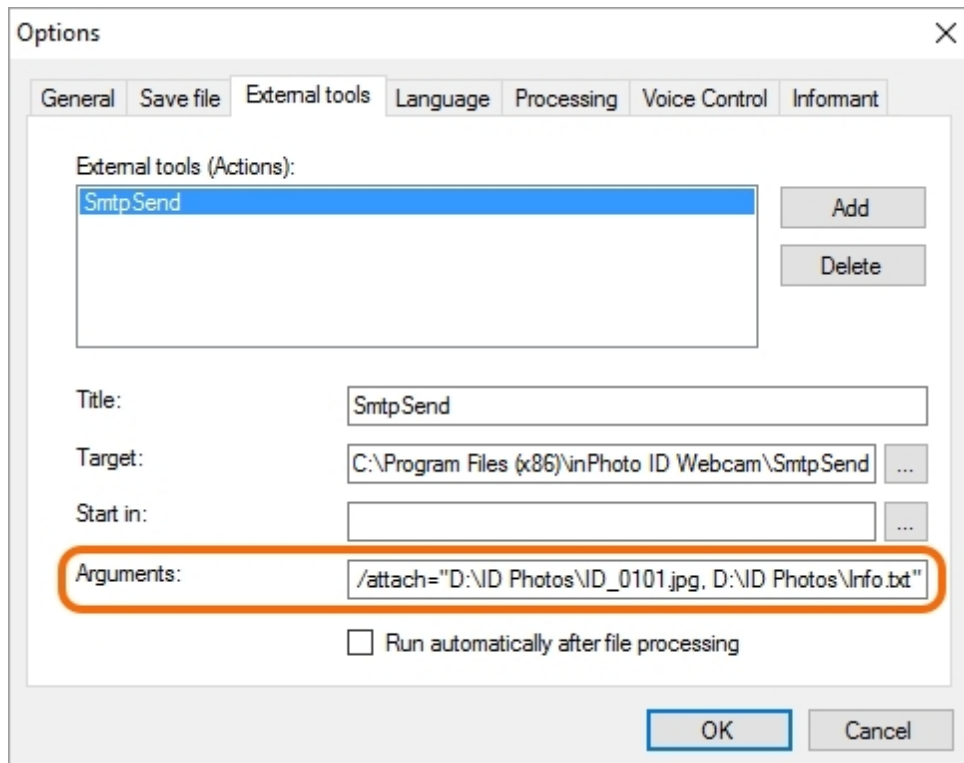 Options
General Save file External tools Language Processing Voice Control Informant
External tools (Actions):
SmtpSend
Add
Delete
Title:
SmtpSend
Target:
C:\Program Files (x86)\inPhoto ID Webcam\SmtpSend
...
Start in:
...
Arguments:
/attach="D:\ID Photos\ID_0101.jpg, D:\ID Photos\Info.txt"
Run automatically after file processing
OK
Cancel